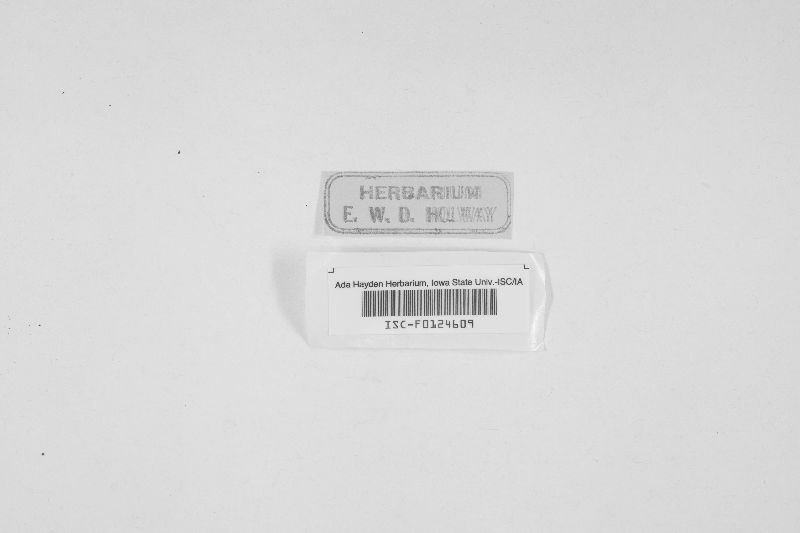 HERBARIUM
E. W. D. HOLWAY
Ada Hayden Herbarium, Iowa State Univ.-ISC/IA
ISC-F0124609